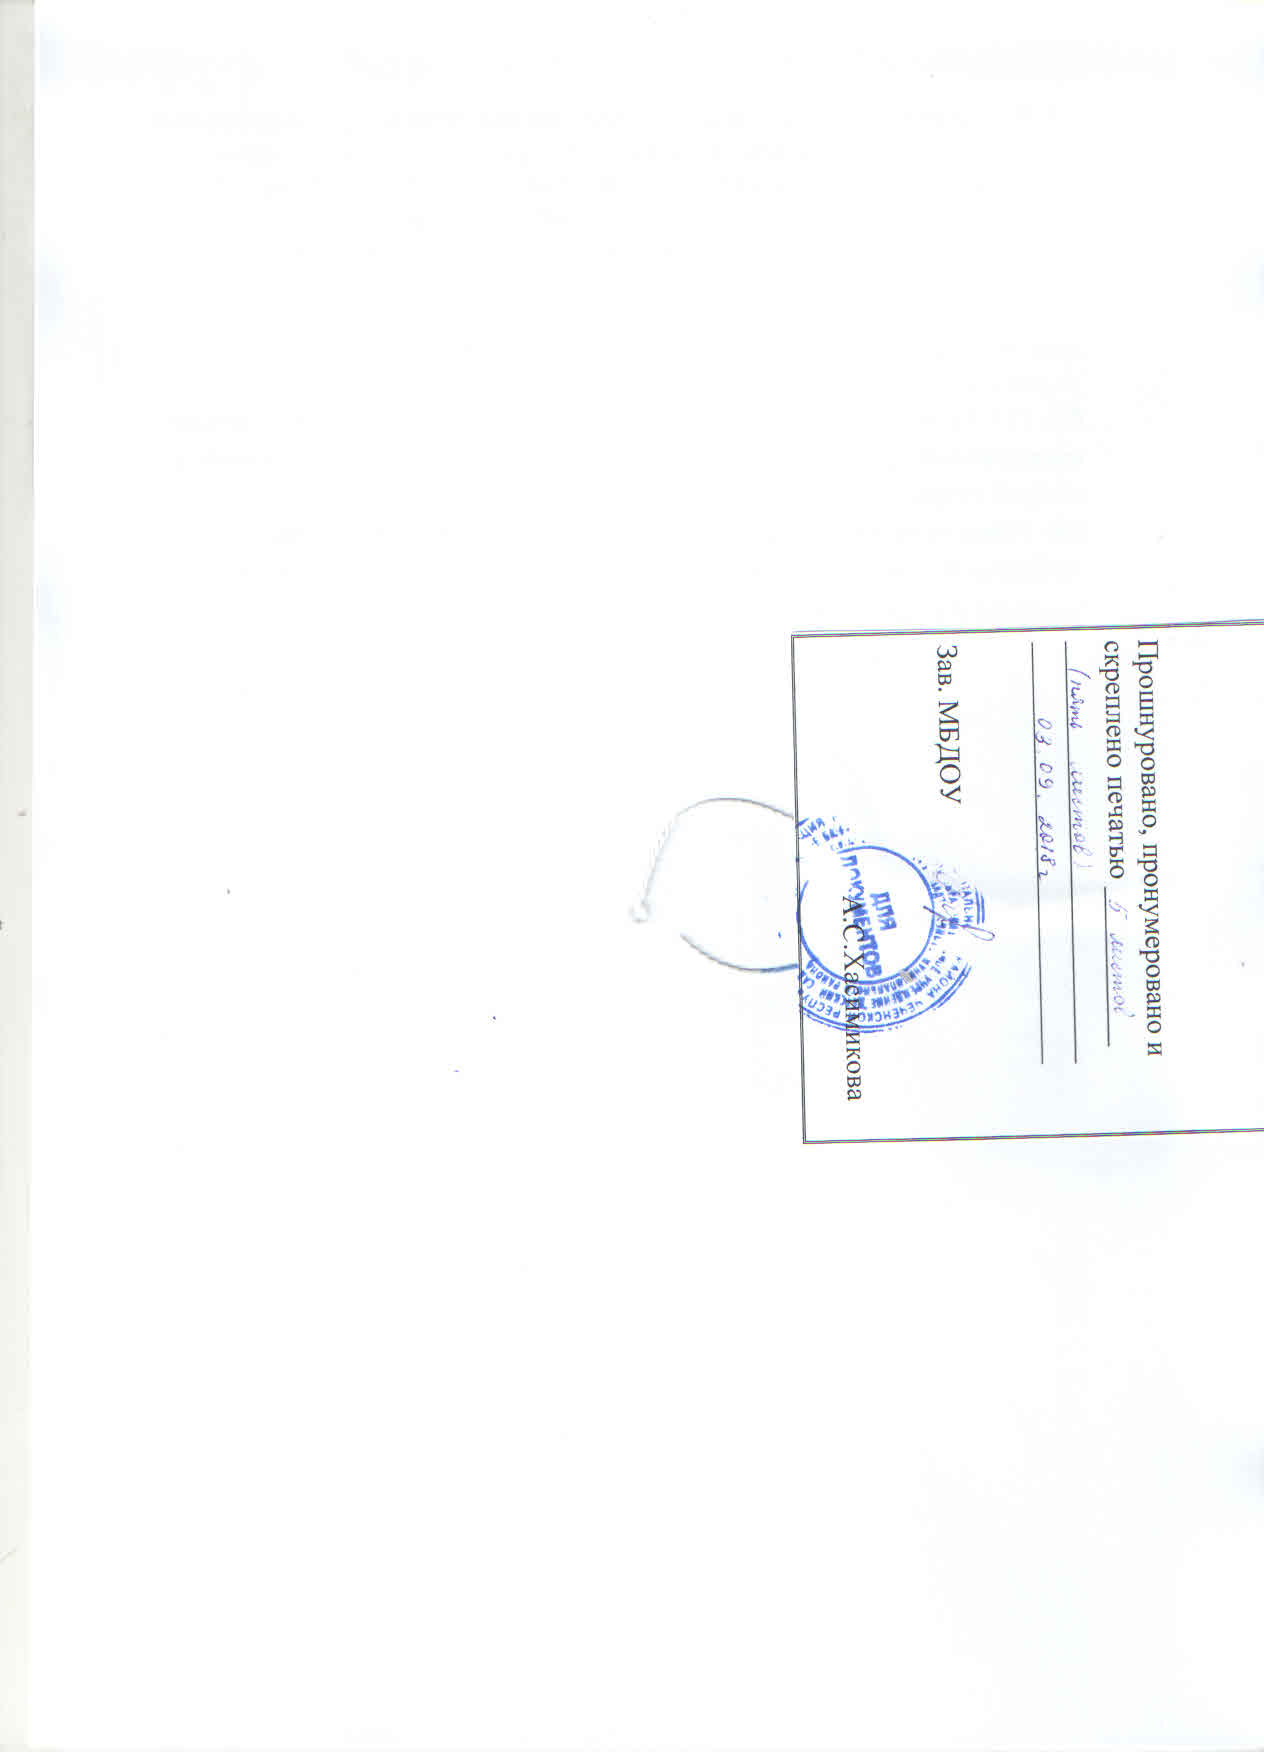 Прошнуровано, пронумеровано и
скреплено печатью 5 листов
(пять листов)
03.09.2018г
Зав. МБДОУ
А.С.Хасимикова
ДЛЯ
ДОКУМЕНТОВ